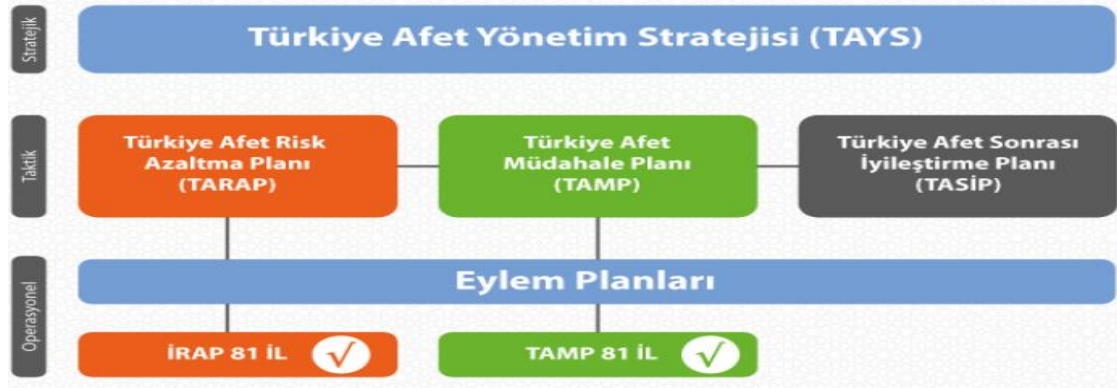 Stratejik
Türkiye Afet Yönetim Stratejisi (TAYS)
Taktik
Türkiye Afet Risk
Azaltma Planı
(TARAP)
Türkiye Afet
Müdahale Planı
(TAMP)
Türkiye Afet Sonrası
İyileştirme Planı
(TASİP)
Operasyonel
Eylem Planları
İRAP 81 İL √
TAMP 81 İL √